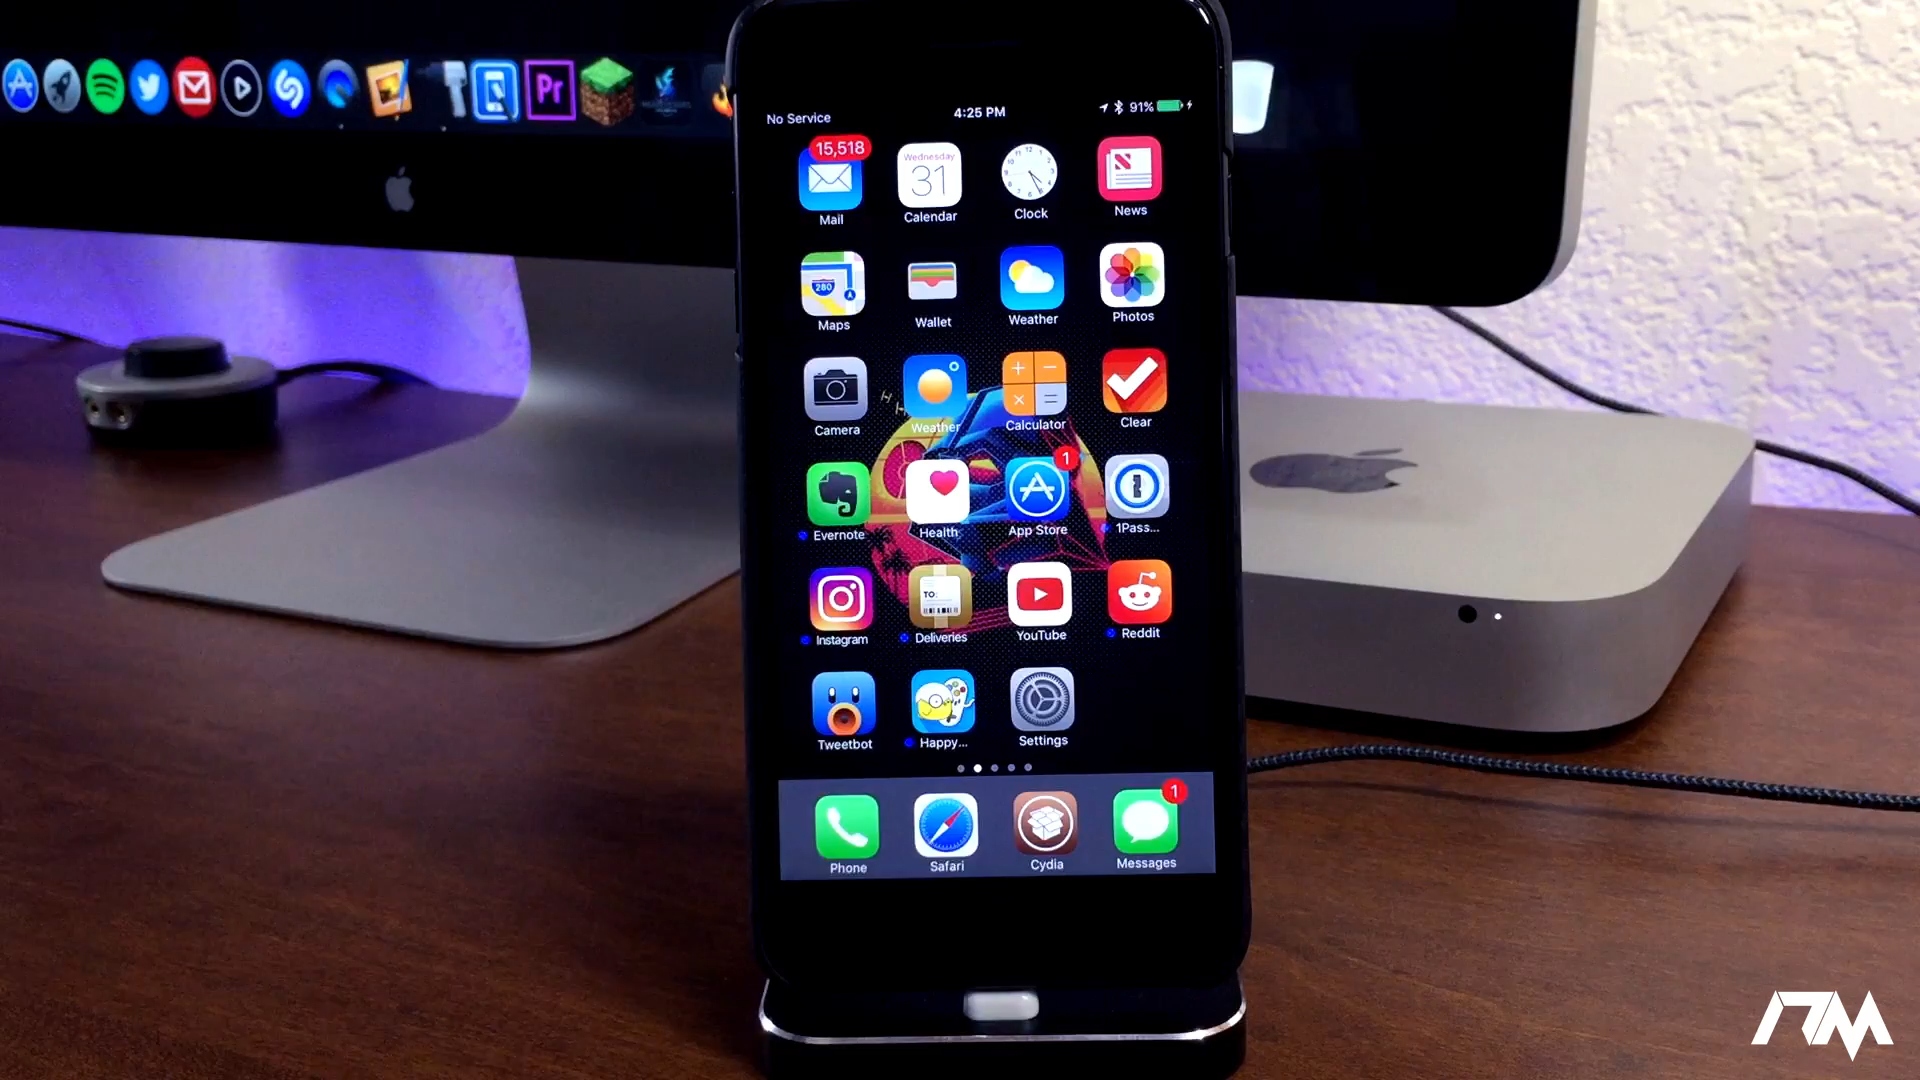 Pr
No Service
4:25 PM
91%
15,518
Mail
Wednesday
31
Calendar
Clock
News
280
Maps
Wallet
Weather
Photos
Camera
Weather
Calculator
Clear
Evernote
Health
1
App Store
1Pass...
Instagram
TO:
Deliveries
YouTube
Reddit
Tweetbot
Happy...
Settings
Phone
Safari
Cydia
1
Messages